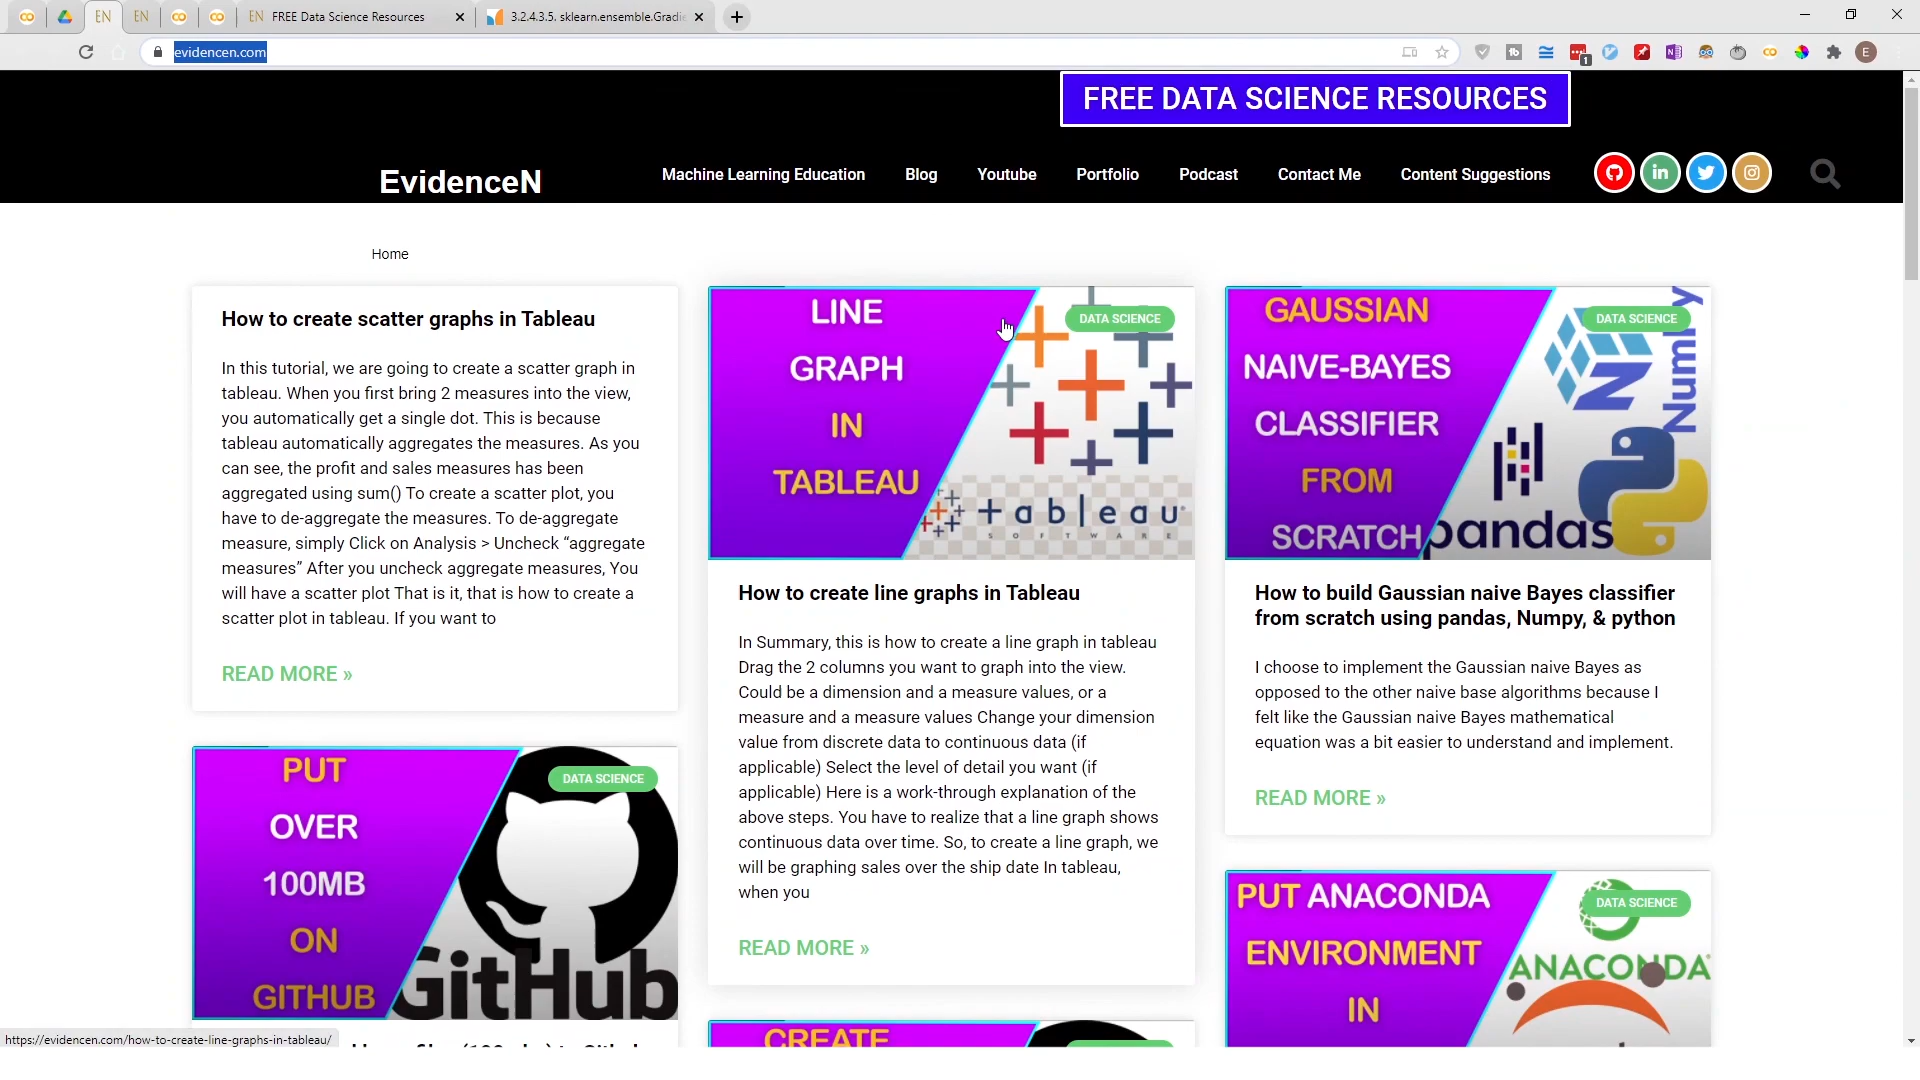 EN
EN
EN FREE Data Science Resources
3.2.4.3.5. sklearn.ensemble.Gradie
evidencen.com
1
E
FREE DATA SCIENCE RESOURCES
EvidenceN
Machine Learning Education
Blog
Youtube
Portfolio
Podcast
Contact Me
Content Suggestions
Home
How to create scatter graphs in Tableau
In this tutorial, we are going to create a scatter graph in
tableau. When you first bring 2 measures into the view,
you automatically get a single dot. This is because
tableau automatically aggregates the measures. As you
can see, the profit and sales measures has been
aggregated using sum() To create a scatter plot, you
have to de-aggregate the measures. To de-aggregate
measure, simply Click on Analysis > Uncheck “aggregate
measures” After you uncheck aggregate measures, You
will have a scatter plot That is it, that is how to create a
scatter plot in tableau. If you want to
READ MORE »
PUT
OVER
100MB
ON
GITHUB
DATA SCIENCE
GitHub
LINE
GRAPH
IN
TABLEAU
DATA SCIENCE
+ a b | e a u
S O F T W A R E
How to create line graphs in Tableau
In Summary, this is how to create a line graph in tableau
Drag the 2 columns you want to graph into the view.
Could be a dimension and a measure values, or a
measure and a measure values Change your dimension
value from discrete data to continuous data (if
applicable) Select the level of detail you want (if
applicable) Here is a work-through explanation of the
above steps. You have to realize that a line graph shows
continuous data over time. So, to create a line graph, we
will be graphing sales over the ship date In tableau,
when you
READ MORE »
CREATE
GAUSSIAN
NAIVE-BAYES
CLASSIFIER
FROM
SCRATCH
DATA SCIENCE
NumPy
pandas
How to build Gaussian naive Bayes classifier
from scratch using pandas, Numpy, & python
I choose to implement the Gaussian naive Bayes as
opposed to the other naive base algorithms because I
felt like the Gaussian naive Bayes mathematical
equation was a bit easier to understand and implement.
READ MORE »
PUT ANACONDA
ENVIRONMENT
IN
DATA SCIENCE
ANACONDA
https://evidencen.com/how-to-create-line-graphs-in-tableau/